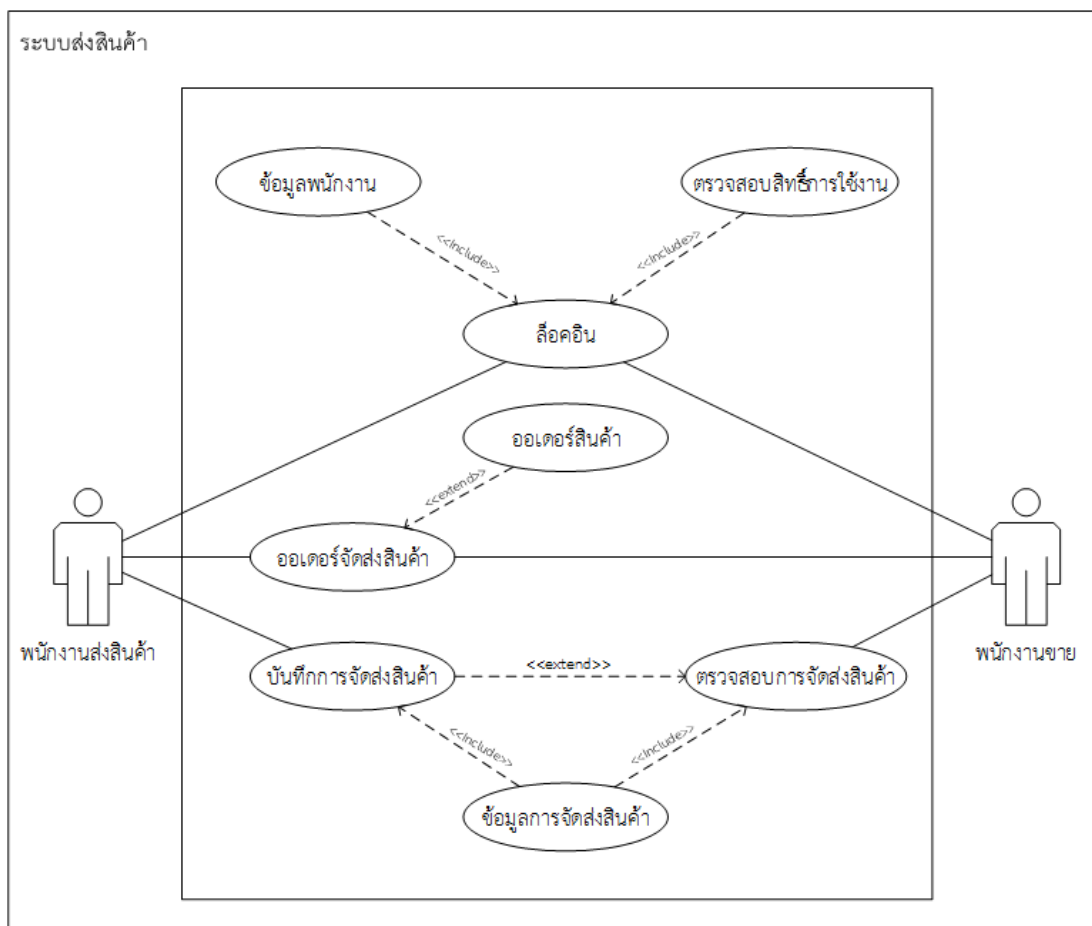 ระบบส่งสินค้า
ข้อมูลพนักงาน
ตรวจสอบสิทธิ์การใช้งาน
<<Include>>
<<Include>>
ล็อคอิน
ออเดอร์สินค้า
<<extend>>
ออเดอร์จัดส่งสินค้า
พนักงานส่งสินค้า
พนักงานขาย
บันทึกการจัดส่งสินค้า
<<extend>>
ตรวจสอบการจัดส่งสินค้า
<<Include>>
<<Include>>
ข้อมูลการจัดส่งสินค้า